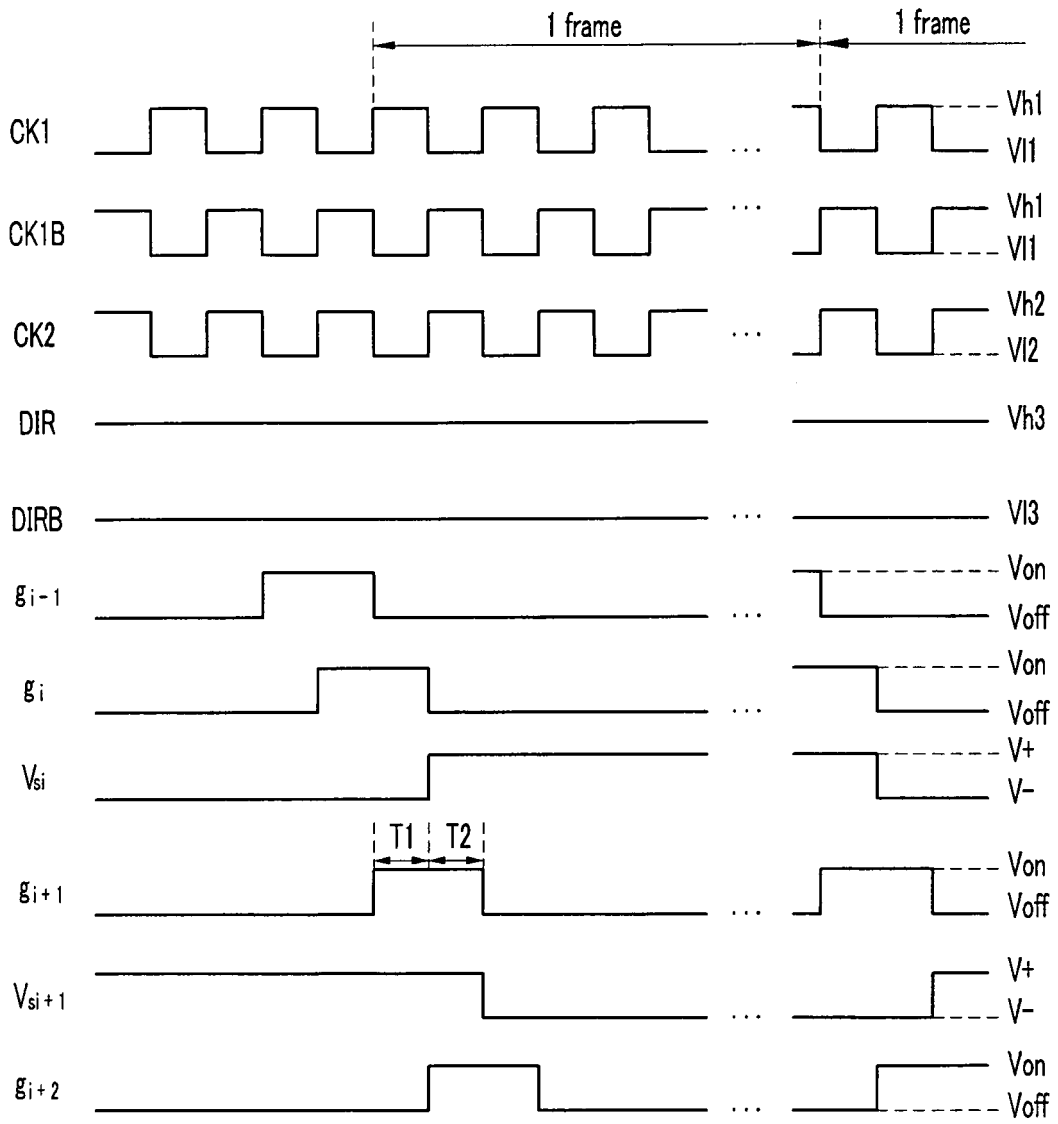 1 frame 1 frame
CK1 Vh1
... Vl1
CK1B ... Vh1
Vl1
CK2 Vh2
... Vl2
DIR ... Vh3
DIRB ... Vl3
gi-1 Von
... Voff
gi Von
... Voff
Vsi V+
... V-
T1 T2
gi+1 Von
... Voff
Vsi+1 V+
... V-
gi+2 Von
... Voff